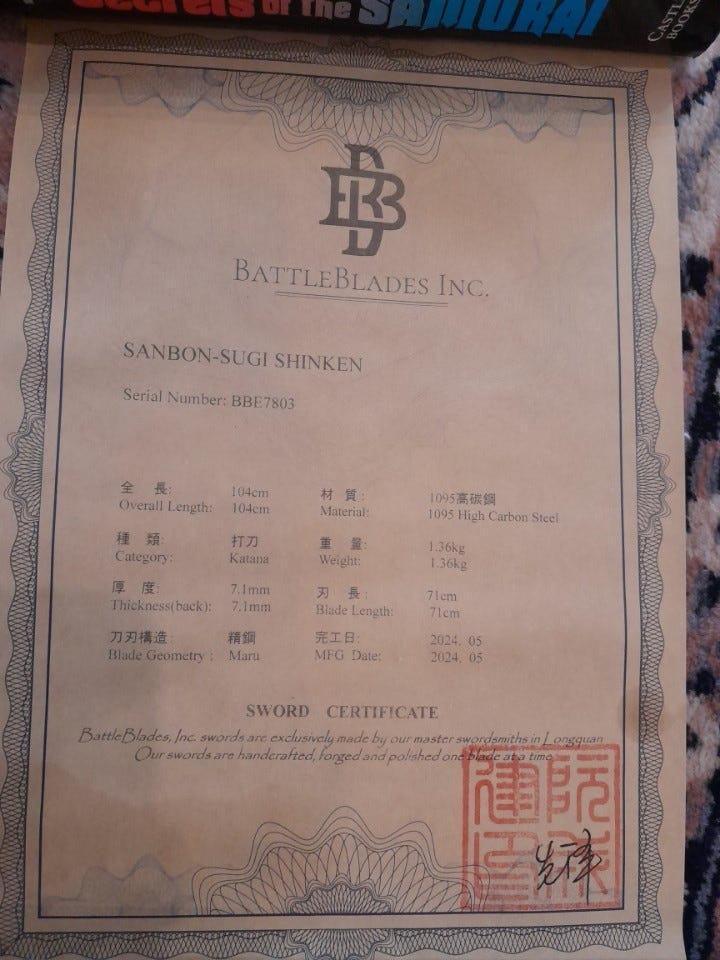 Secrets of the SAMURAI
CASTLE BOOKS
BATTLEBLADES INC.
SANBON-SUGI SHINKEN
Serial Number: BBE7803
全 長: 104cm 材 質: 1095高碳鋼
Overall Length: 104cm Material: 1095 High Carbon Steel
種 類: 打刀 重 量: 1.36kg
Category: Katana Weight: 1.36kg
厚 度: 7.1mm 刃 長: 71cm
Thickness(back): 7.1mm Blade Length: 71cm
刀刃構造: 精鋼 完工日: 2024. 05
Blade Geometry: Maru MFG Date: 2024. 05
SWORD CERTIFICATE
BattleBlades, Inc. swords are exclusively made by our master swordsmiths in Longquan
Our swords are handcrafted, forged and polished one blade at a time